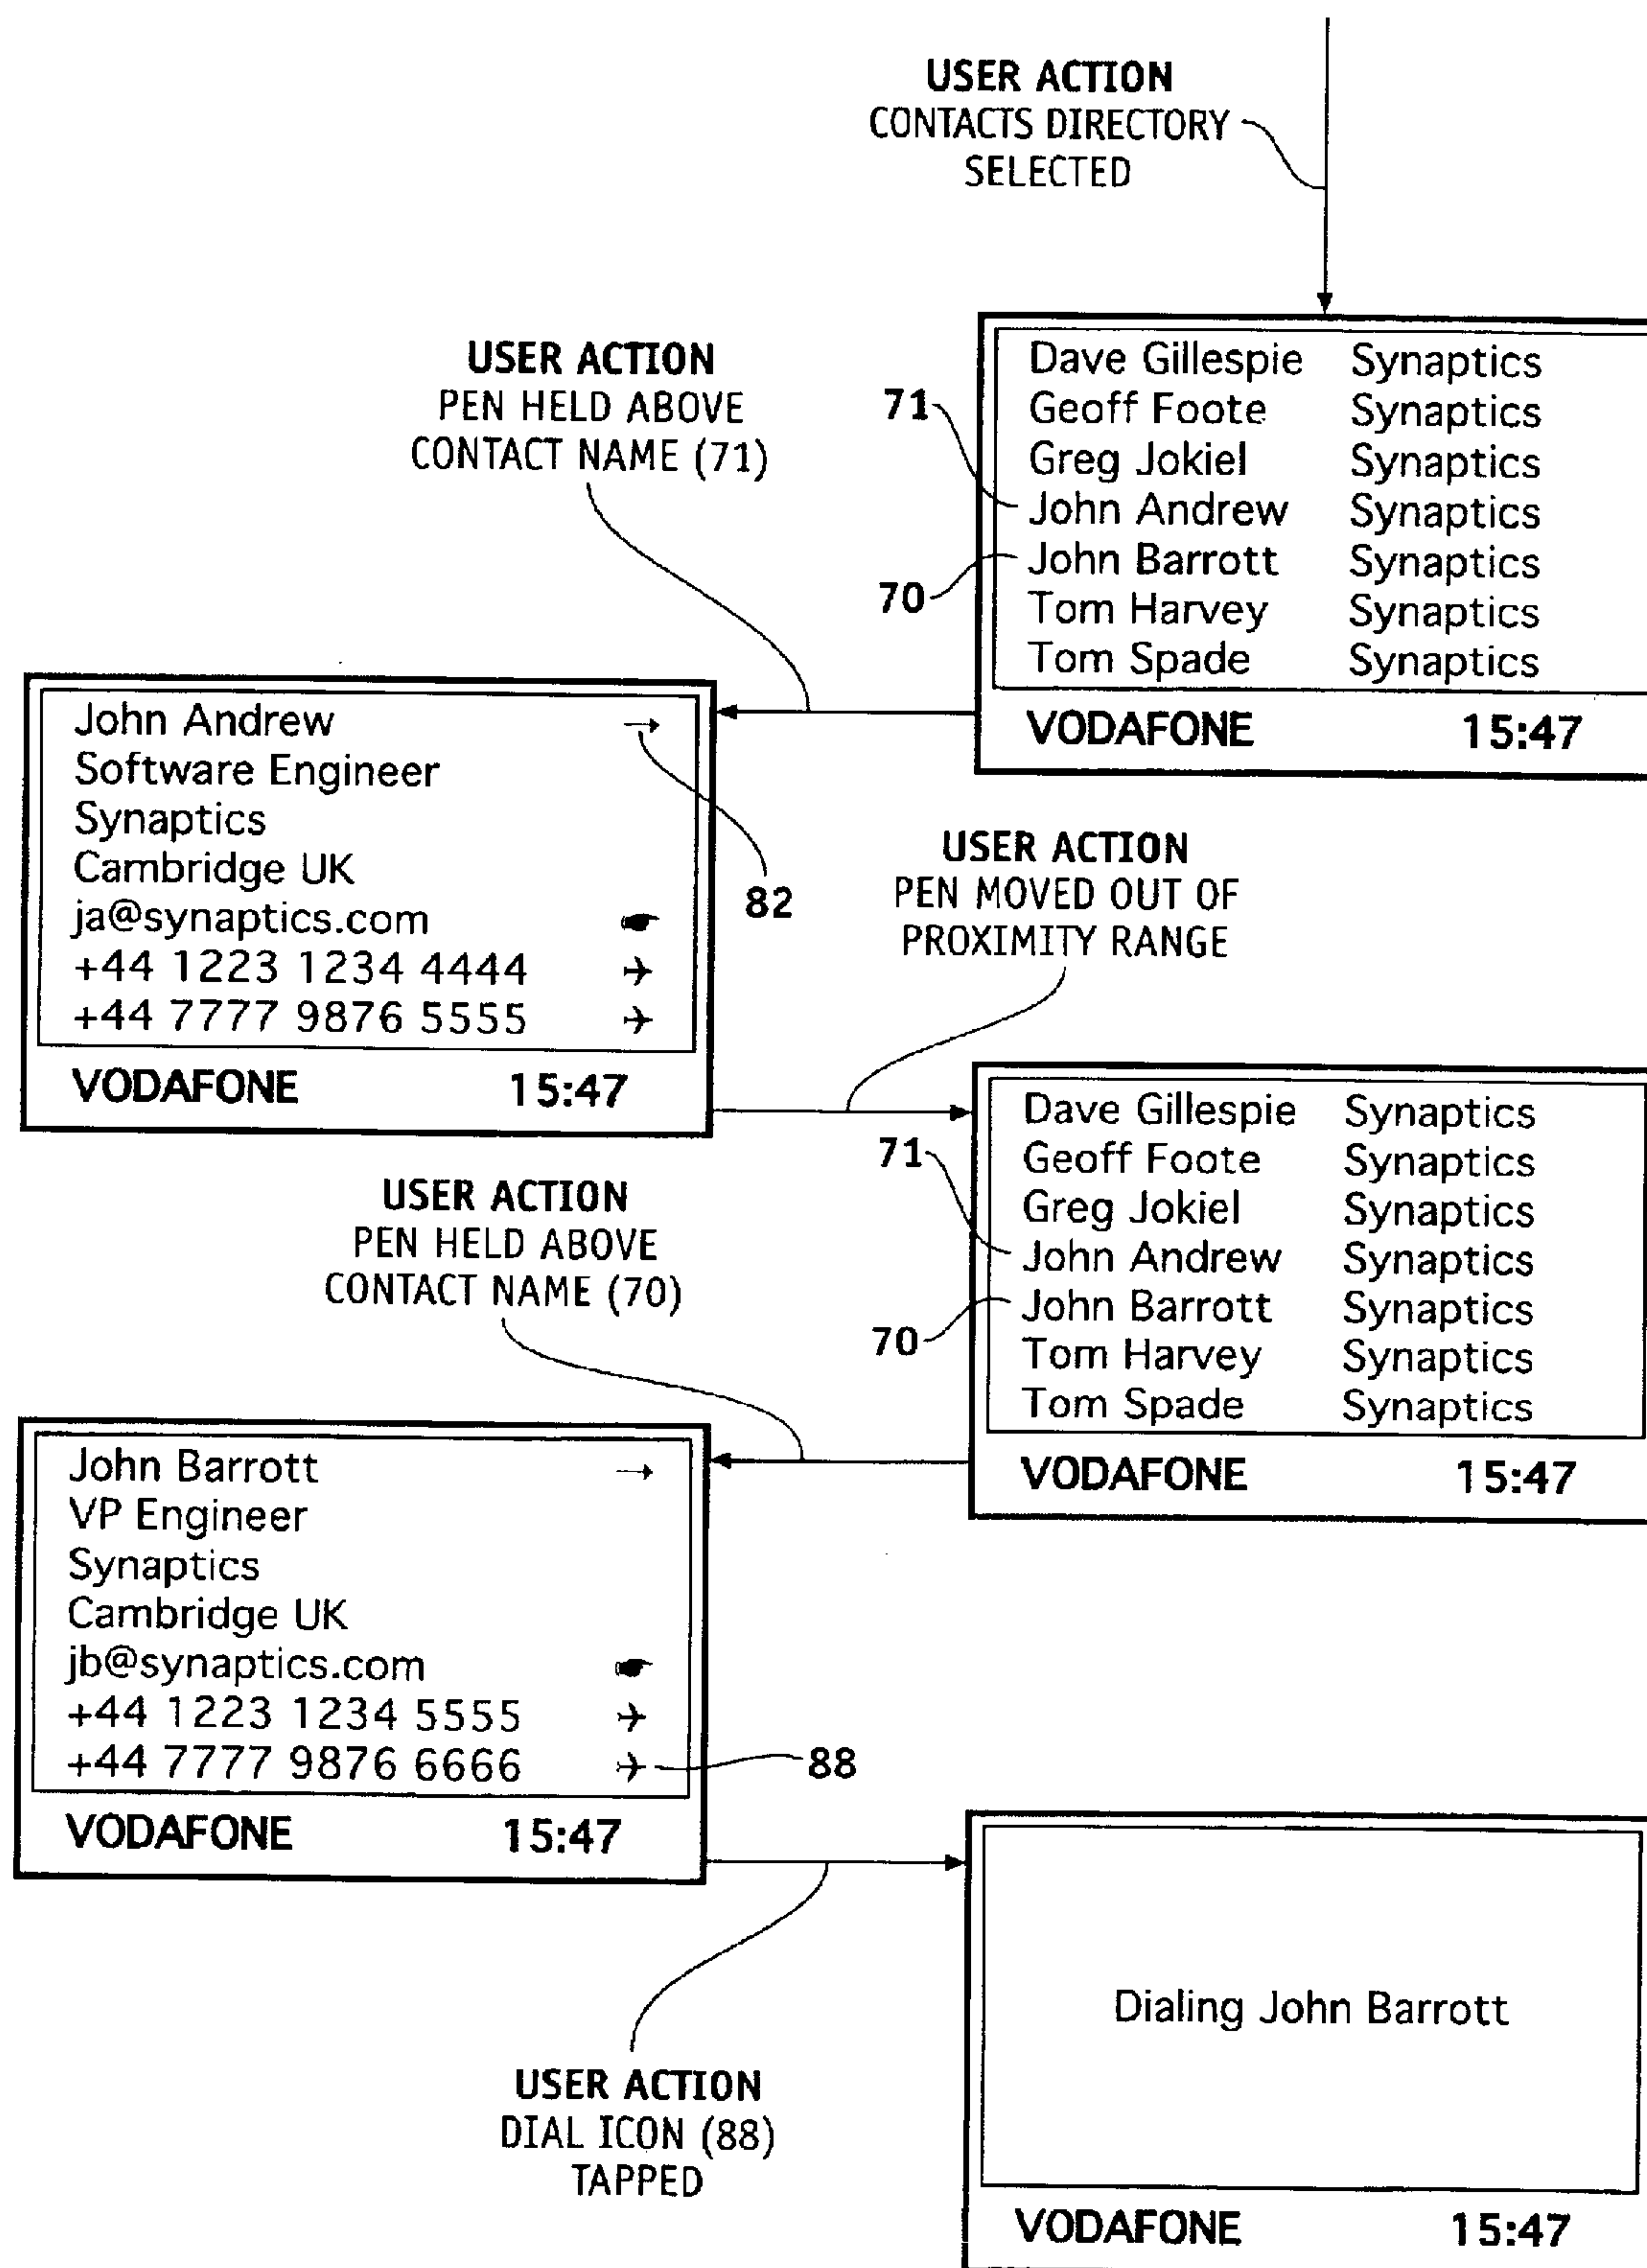 USER ACTION
CONTACTS DIRECTORY
SELECTED
USER ACTION
PEN HELD ABOVE
CONTACT NAME (71)
71
70
Dave Gillespie Synaptics
Geoff Foote Synaptics
Greg Jokiel Synaptics
John Andrew Synaptics
John Barrott Synaptics
Tom Harvey Synaptics
Tom Spade Synaptics
VODAFONE 15:47
John Andrew →
Software Engineer
Synaptics
Cambridge UK
ja@synaptics.com
+44 1223 1234 4444
+44 7777 9876 5555
VODAFONE 15:47
82
USER ACTION
PEN MOVED OUT OF
PROXIMITY RANGE
71
70
Dave Gillespie Synaptics
Geoff Foote Synaptics
Greg Jokiel Synaptics
John Andrew Synaptics
John Barrott Synaptics
Tom Harvey Synaptics
Tom Spade Synaptics
VODAFONE 15:47
USER ACTION
PEN HELD ABOVE
CONTACT NAME (70)
John Barrott →
VP Engineer
Synaptics
Cambridge UK
jb@synaptics.com
+44 1223 1234 5555
+44 7777 9876 6666
88
VODAFONE 15:47
USER ACTION
DIAL ICON (88)
TAPPED
Dialing John Barrott
VODAFONE 15:47